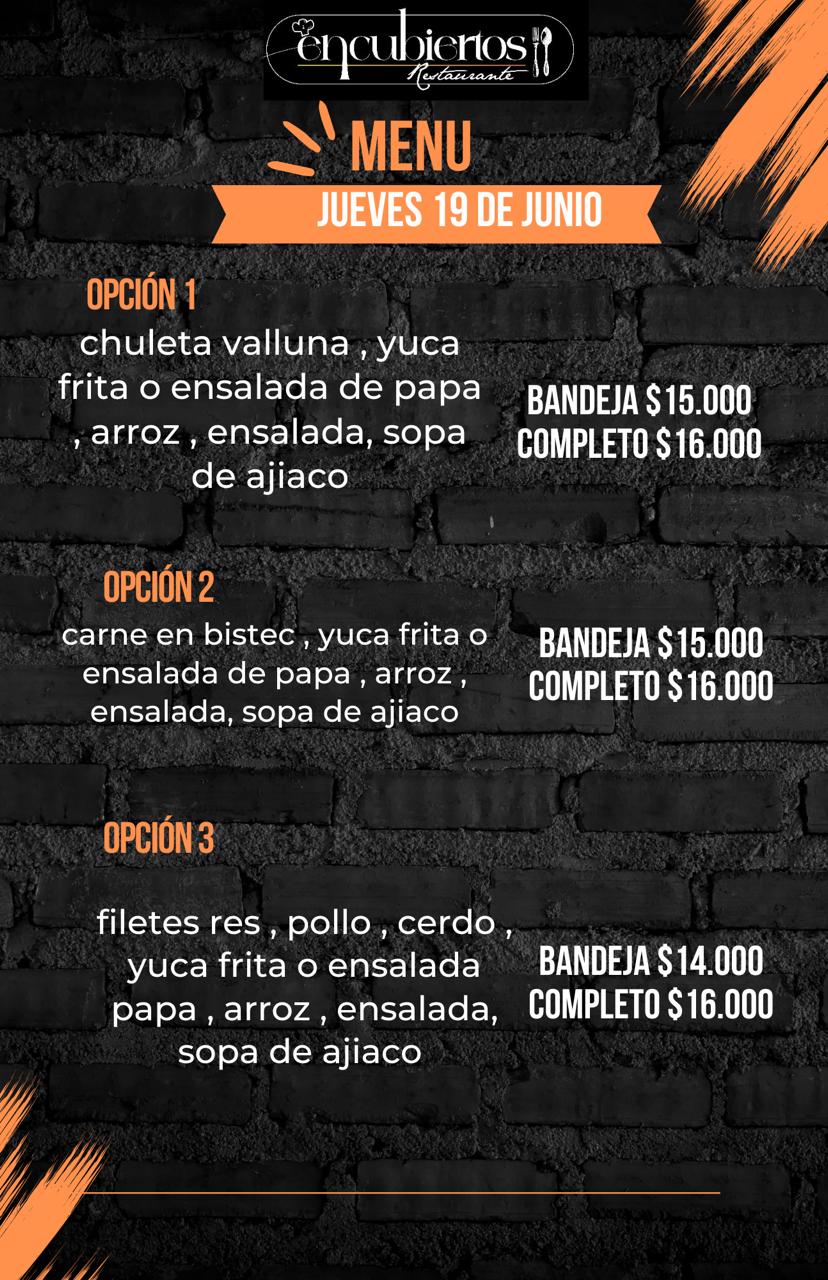 encubiertos
Restaurante
MENU
JUEVES 19 DE JUNIO
OPCIÓN 1
chuleta valluna , yuca
frita o ensalada de papa
, arroz , ensalada, sopa
de ajiaco
BANDEJA $15.000
COMPLETO $16.000
OPCIÓN 2
carne en bistec , yuca frita o
ensalada de papa , arroz ,
ensalada, sopa de ajiaco
BANDEJA $15.000
COMPLETO $16.000
OPCIÓN 3
filetes res , pollo , cerdo ,
yuca frita o ensalada
papa , arroz , ensalada,
sopa de ajiaco
BANDEJA $14.000
COMPLETO $16.000